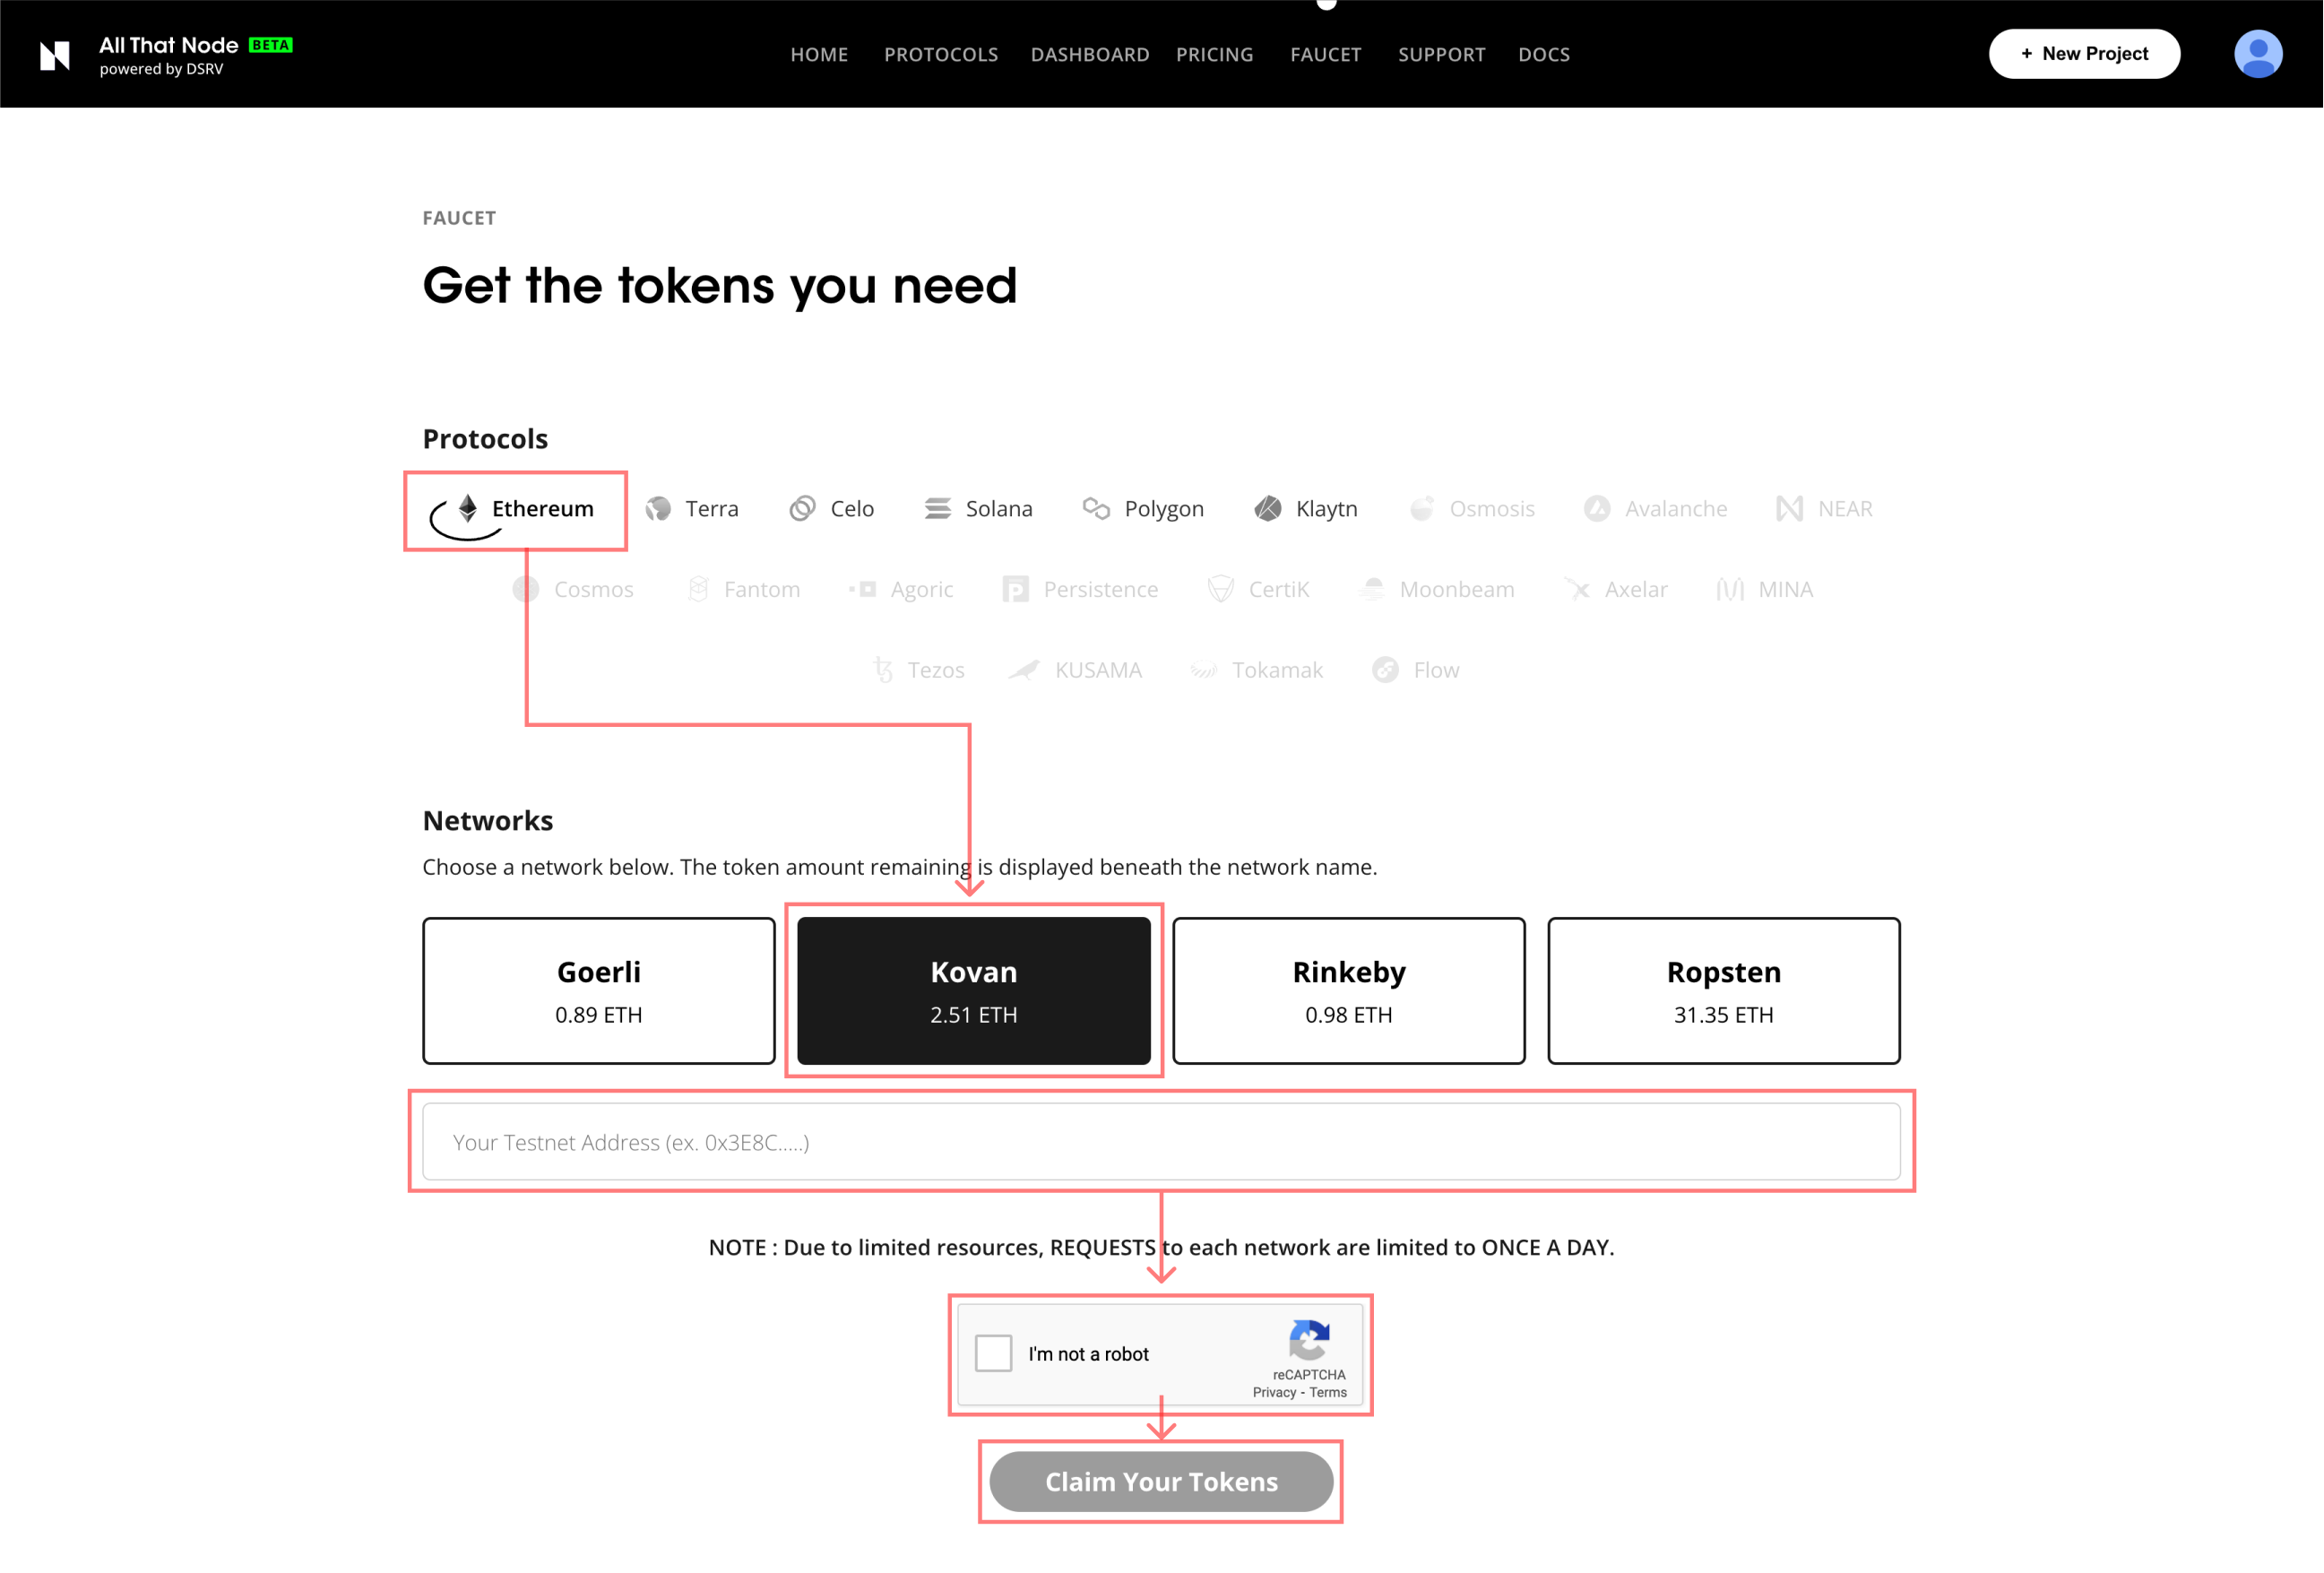 All That Node BETA
powered by DSRV
HOME PROTOCOLS DASHBOARD PRICING FAUCET SUPPORT DOCS
+ New Project
FAUCET
Get the tokens you need
Protocols
Ethereum Terra Celo Solana Polygon Klaytn Osmosis Avalanche NEAR
Cosmos Fantom Agoric Persistence CertiK Moonbeam Axelar MINA
Tezos KUSAMA Tokamak Flow
Networks
Choose a network below. The token amount remaining is displayed beneath the network name.
Goerli Kovan Rinkeby Ropsten
0.89 ETH 2.51 ETH 0.98 ETH 31.35 ETH
Your Testnet Address (ex. 0x3E8C.....)
NOTE : Due to limited resources, REQUESTS to each network are limited to ONCE A DAY.
I'm not a robot
reCAPTCHA
Privacy - Terms
Claim Your Tokens